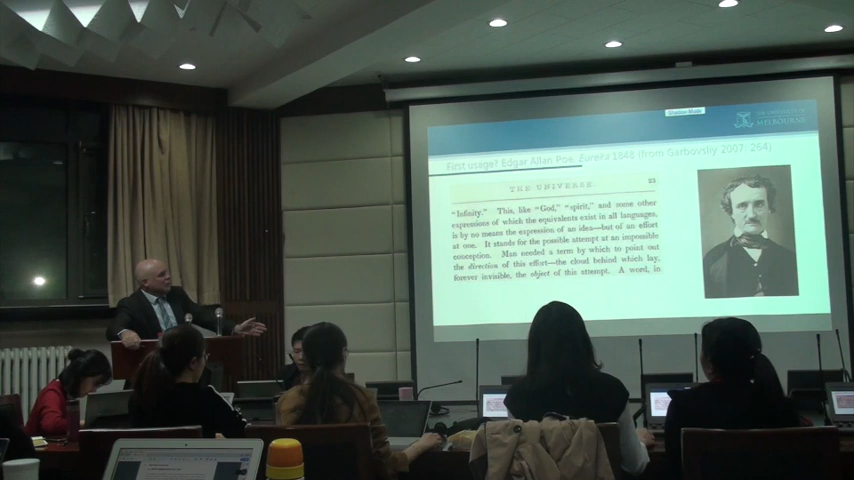 Shadow Mode
THE UNIVERSITY OF
MELBOURNE
First usage? Edgar Allan Poe, Eureka 1848 (from Garbovsliy 2007: 264)
THE UNIVERSE
"Infinity." This, like "God," "spirit," and some other
expressions of which the equivalents exist in all languages,
is by no means the expression of an idea—but of an effort
at one. It stands for the possible attempt at an impossible
conception. Man needed a term by which to point out
the direction of this effort—the cloud behind which lay,
forever invisible, the object of this attempt. A word, in